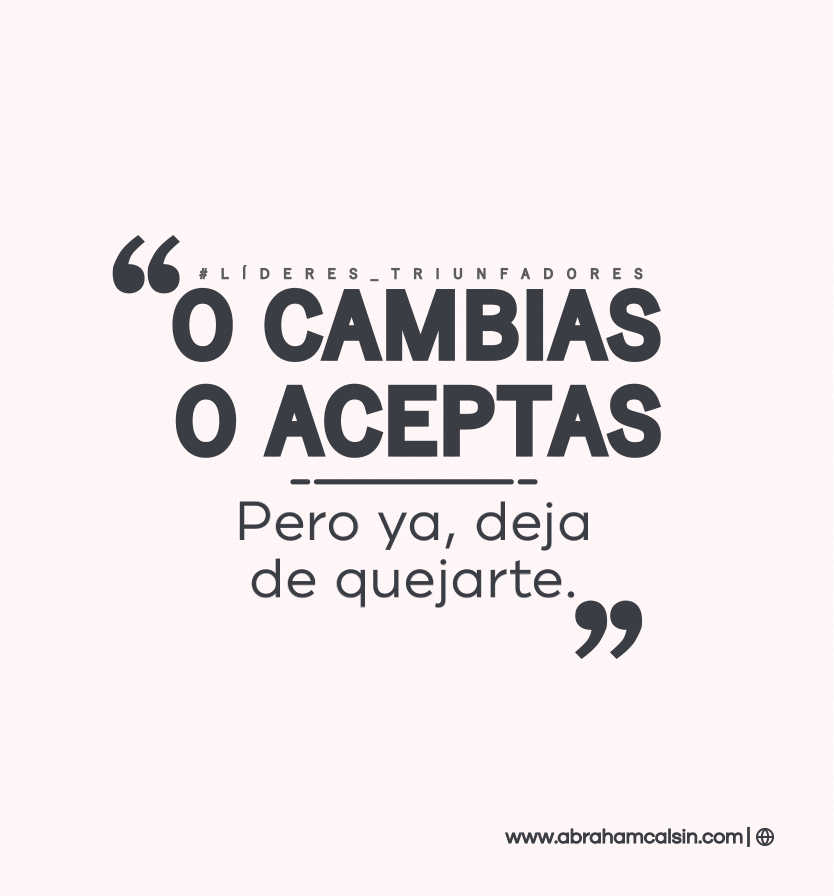 #LÍDERES_TRIUNFADORES
“O CAMBIAS
O ACEPTAS
Pero ya, deja
de quejarte.”
www.abrahamcalsin.com|